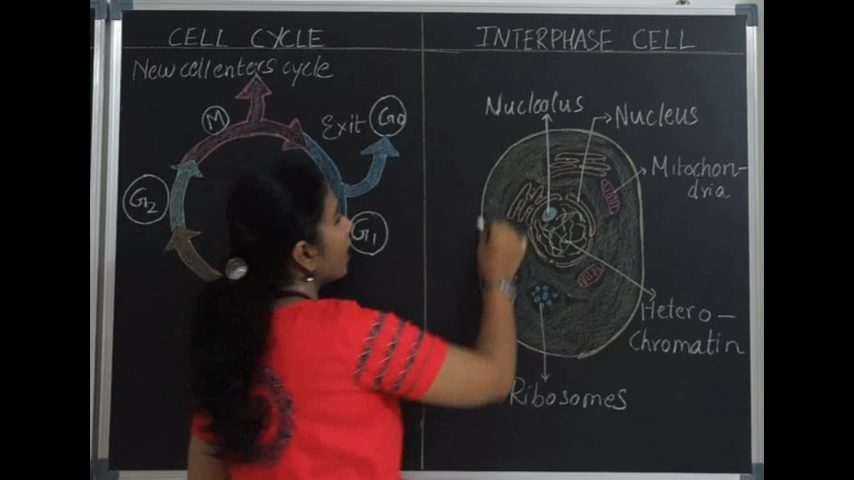 CELL CYCLE
New cell enters cycle
M
Exit G0
G2
G1
INTERPHASE CELL
Nucleolus
Nucleus
Mitochon-
dria
Hetero-
chromatin
Ribosomes